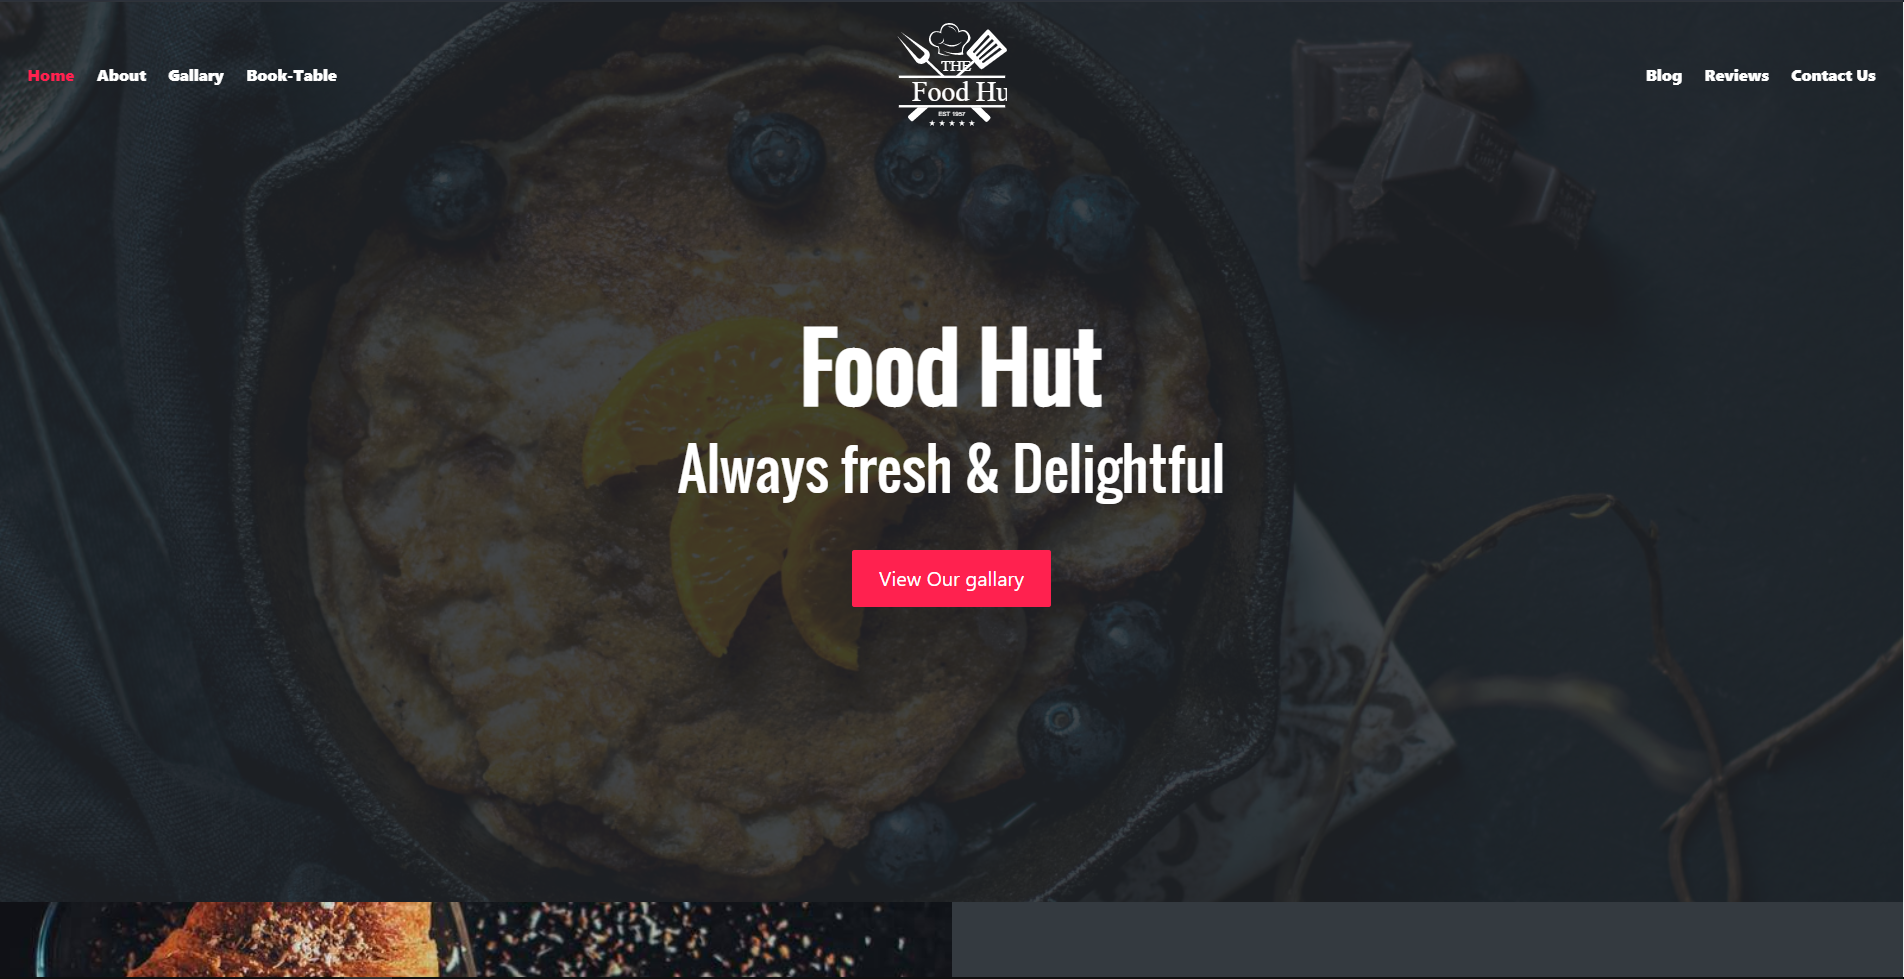 Home About Gallary Book-Table
THE
Food Hu
EST 1957
Blog Reviews Contact Us
Food Hut
Always fresh & Delightful
View Our gallary